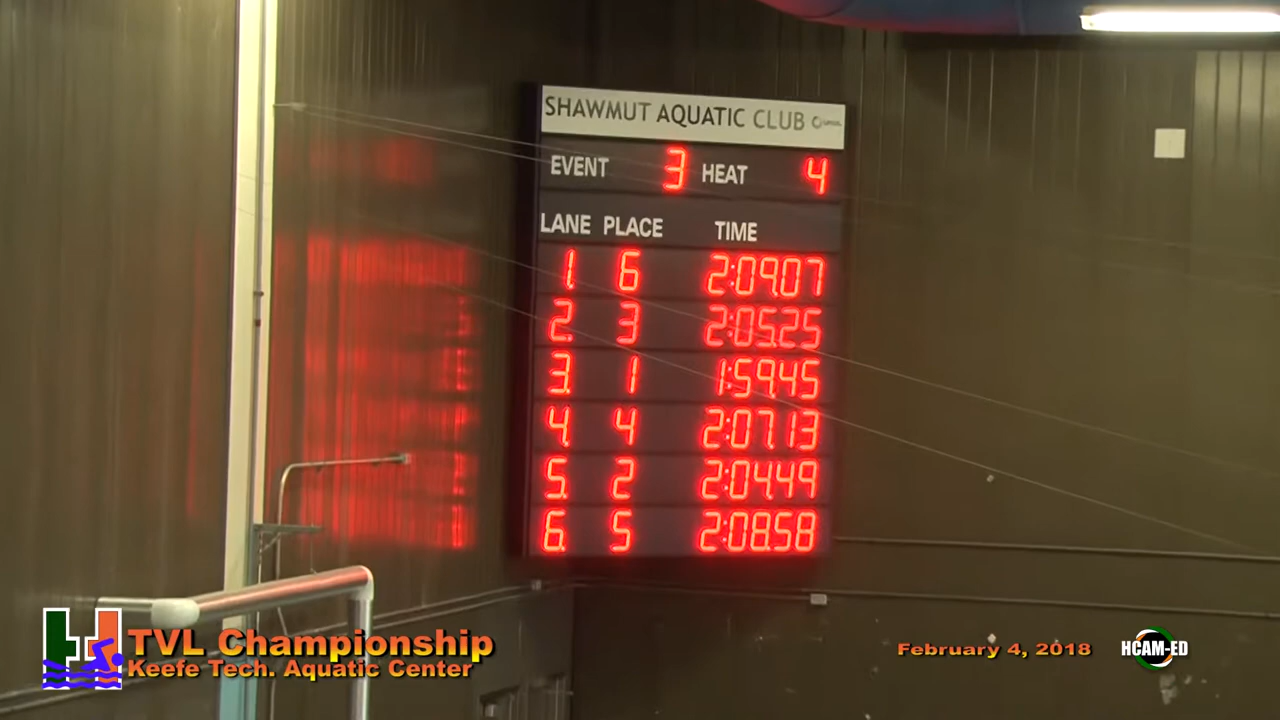 SHAWMUT AQUATIC CLUB
EVENT 3 HEAT 4
LANE PLACE TIME
1 6 2:09.07
2 3 2:05.25
3 1 1:59.45
4 4 2:07.13
5 2 2:04.49
6 5 2:08.58
TVL Championship
Keefe Tech. Aquatic Center
February 4, 2018
HCAM-ED